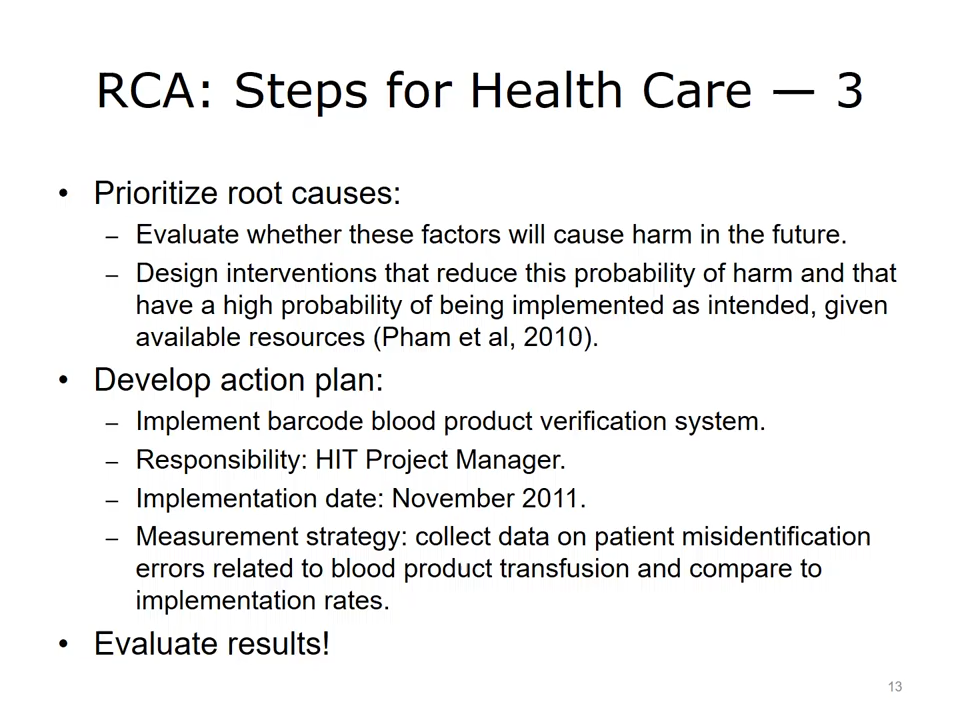 RCA: Steps for Health Care — 3
• Prioritize root causes:
– Evaluate whether these factors will cause harm in the future.
– Design interventions that reduce this probability of harm and that
have a high probability of being implemented as intended, given
available resources (Pham et al, 2010).
• Develop action plan:
– Implement barcode blood product verification system.
– Responsibility: HIT Project Manager.
– Implementation date: November 2011.
– Measurement strategy: collect data on patient misidentification
errors related to blood product transfusion and compare to
implementation rates.
• Evaluate results!
13